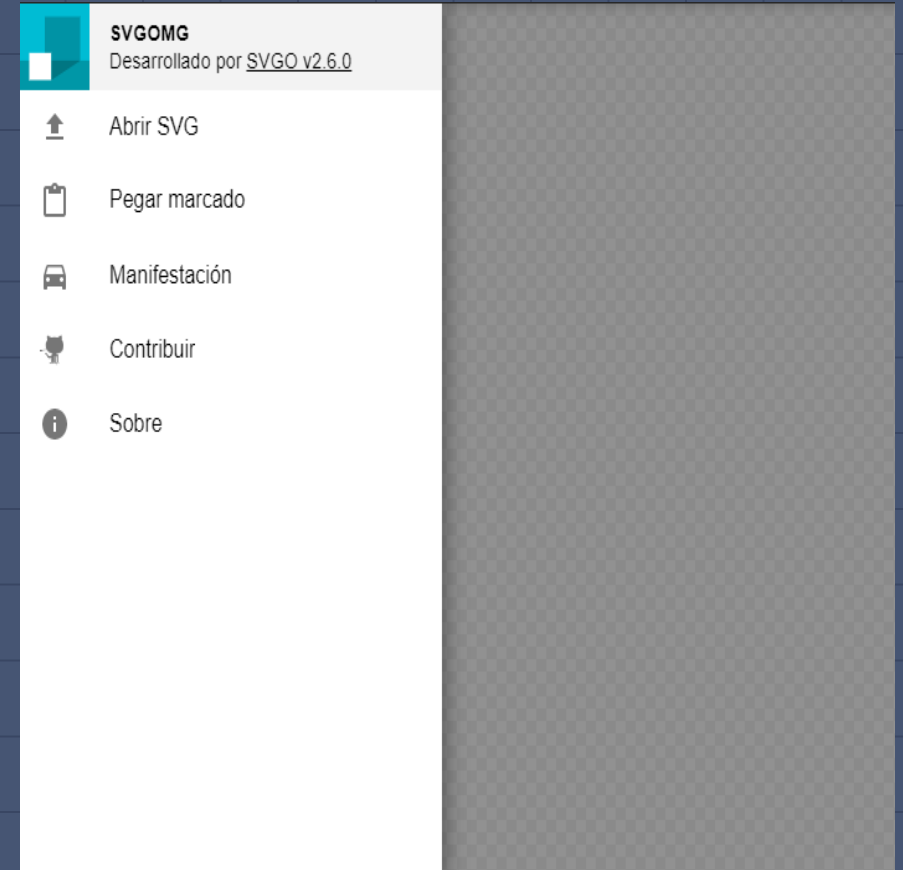 SVGOMG
Desarrollado por SVGO v2.6.0
Abrir SVG
Pegar marcado
Manifestación
Contribuir
Sobre